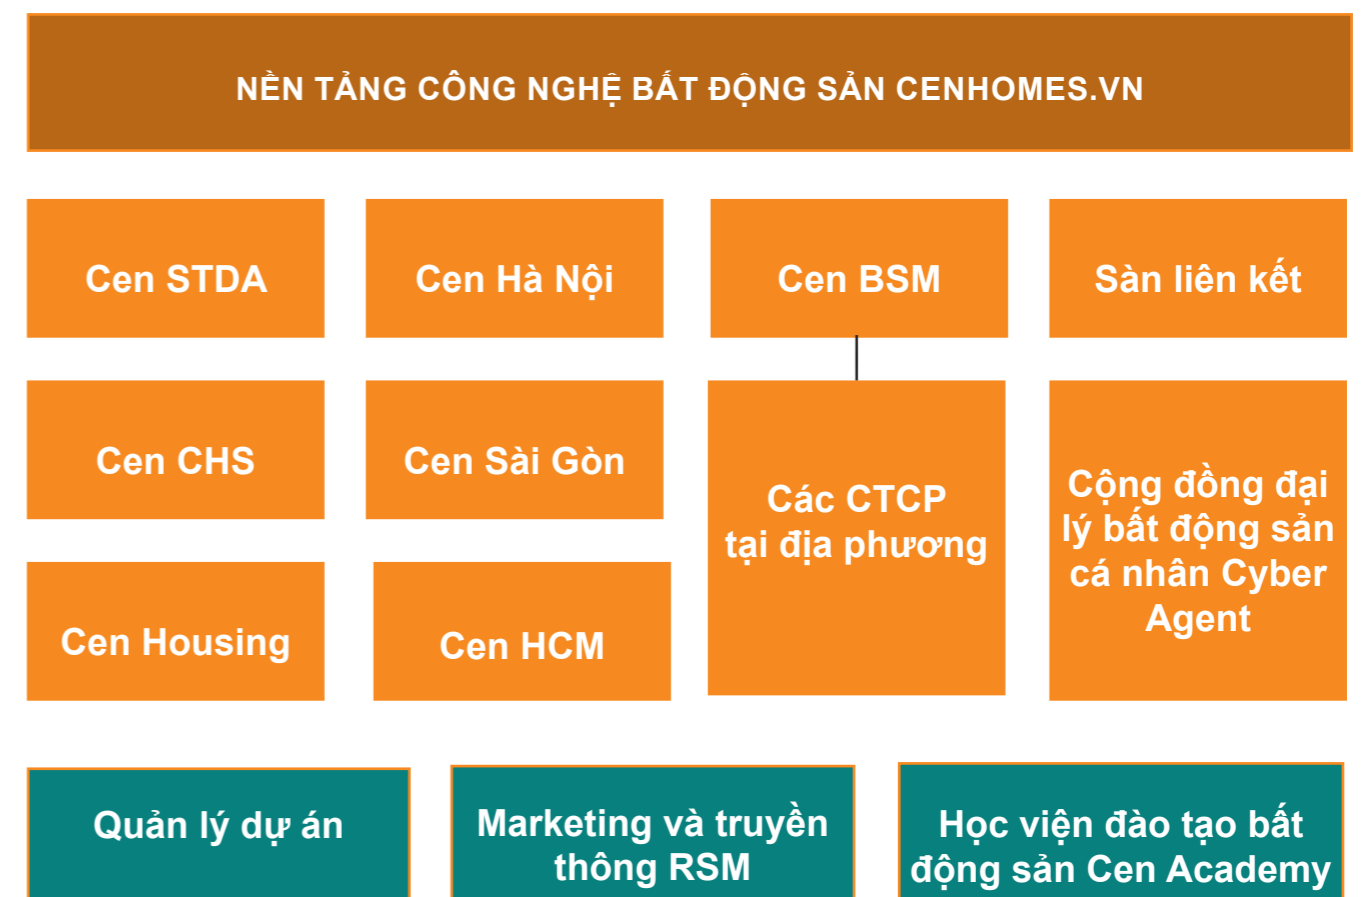 NỀN TẢNG CÔNG NGHỆ BẤT ĐỘNG SẢN CENHOMES.VN
Cen STDA
Cen Hà Nội
Cen BSM
Sàn liên kết
Cen CHS
Cen Sài Gòn
Các CTCP
tại địa phương
Cộng đồng đại
lý bất động sản
cá nhân Cyber
Agent
Cen Housing
Cen HCM
Quản lý dự án
Marketing và truyền
thông RSM
Học viện đào tạo bất
động sản Cen Academy